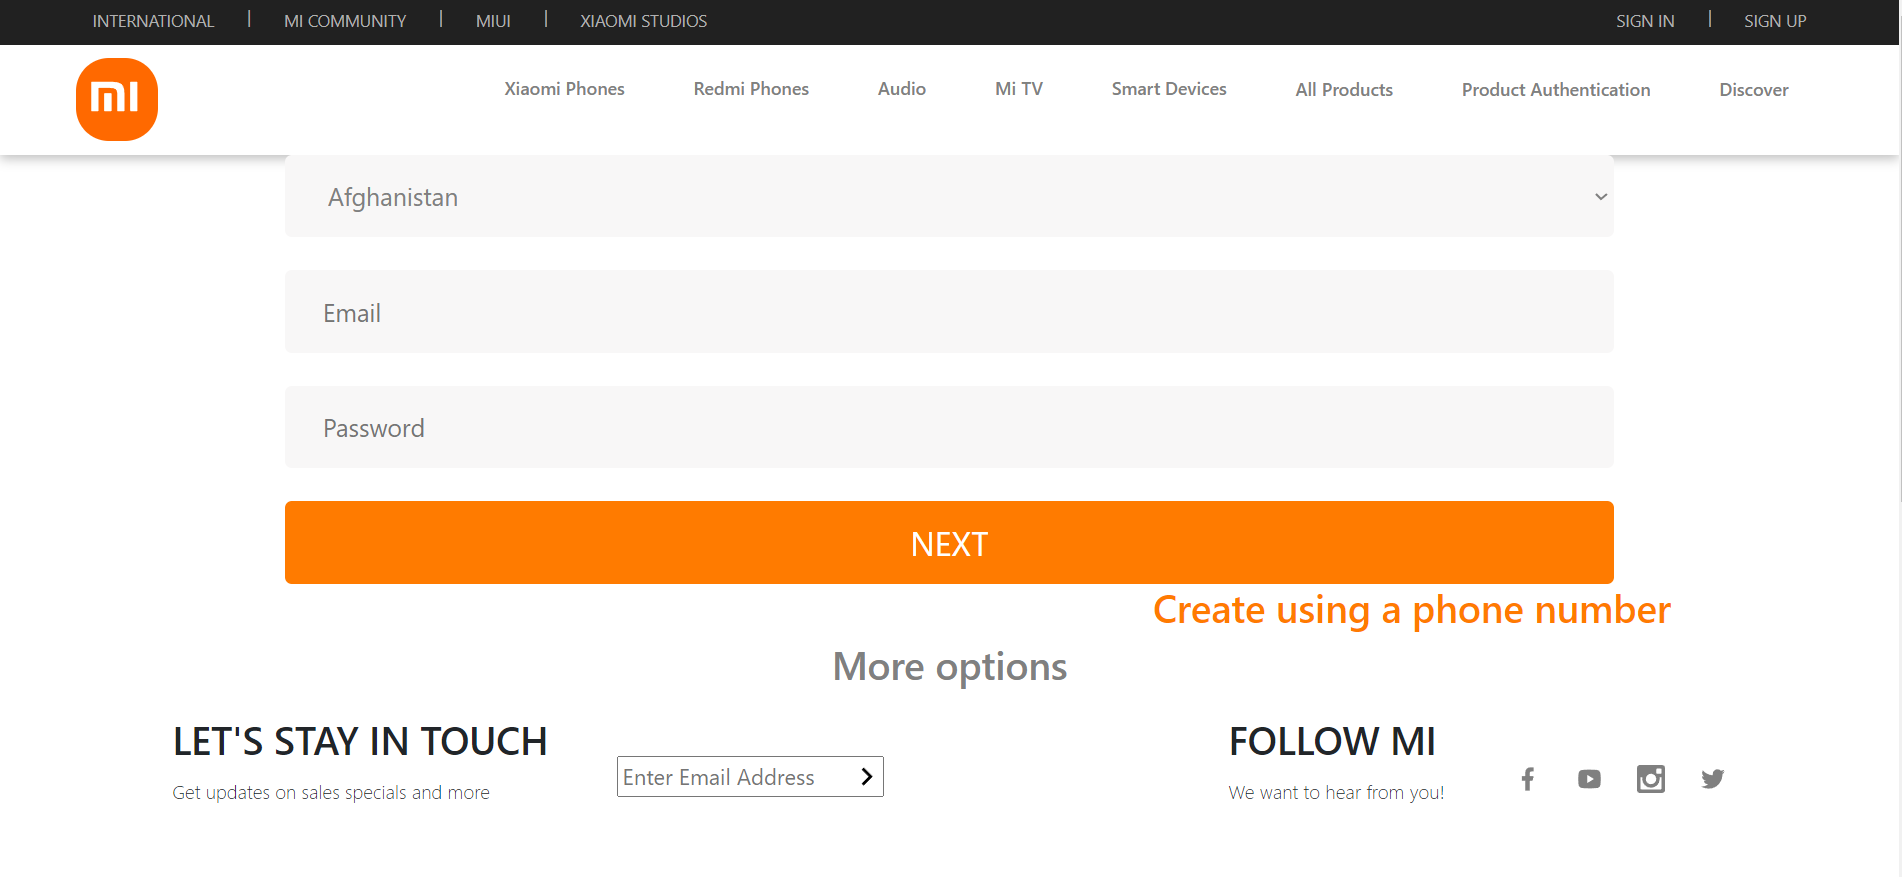 INTERNATIONAL | MI COMMUNITY | MIUI | XIAOMI STUDIOS SIGN IN | SIGN UP
mi Xiaomi Phones Redmi Phones Audio Mi TV Smart Devices All Products Product Authentication Discover
Afghanistan
Email
Password
NEXT
Create using a phone number
More options
LET'S STAY IN TOUCH
Get updates on sales specials and more
Enter Email Address
FOLLOW MI
We want to hear from you!